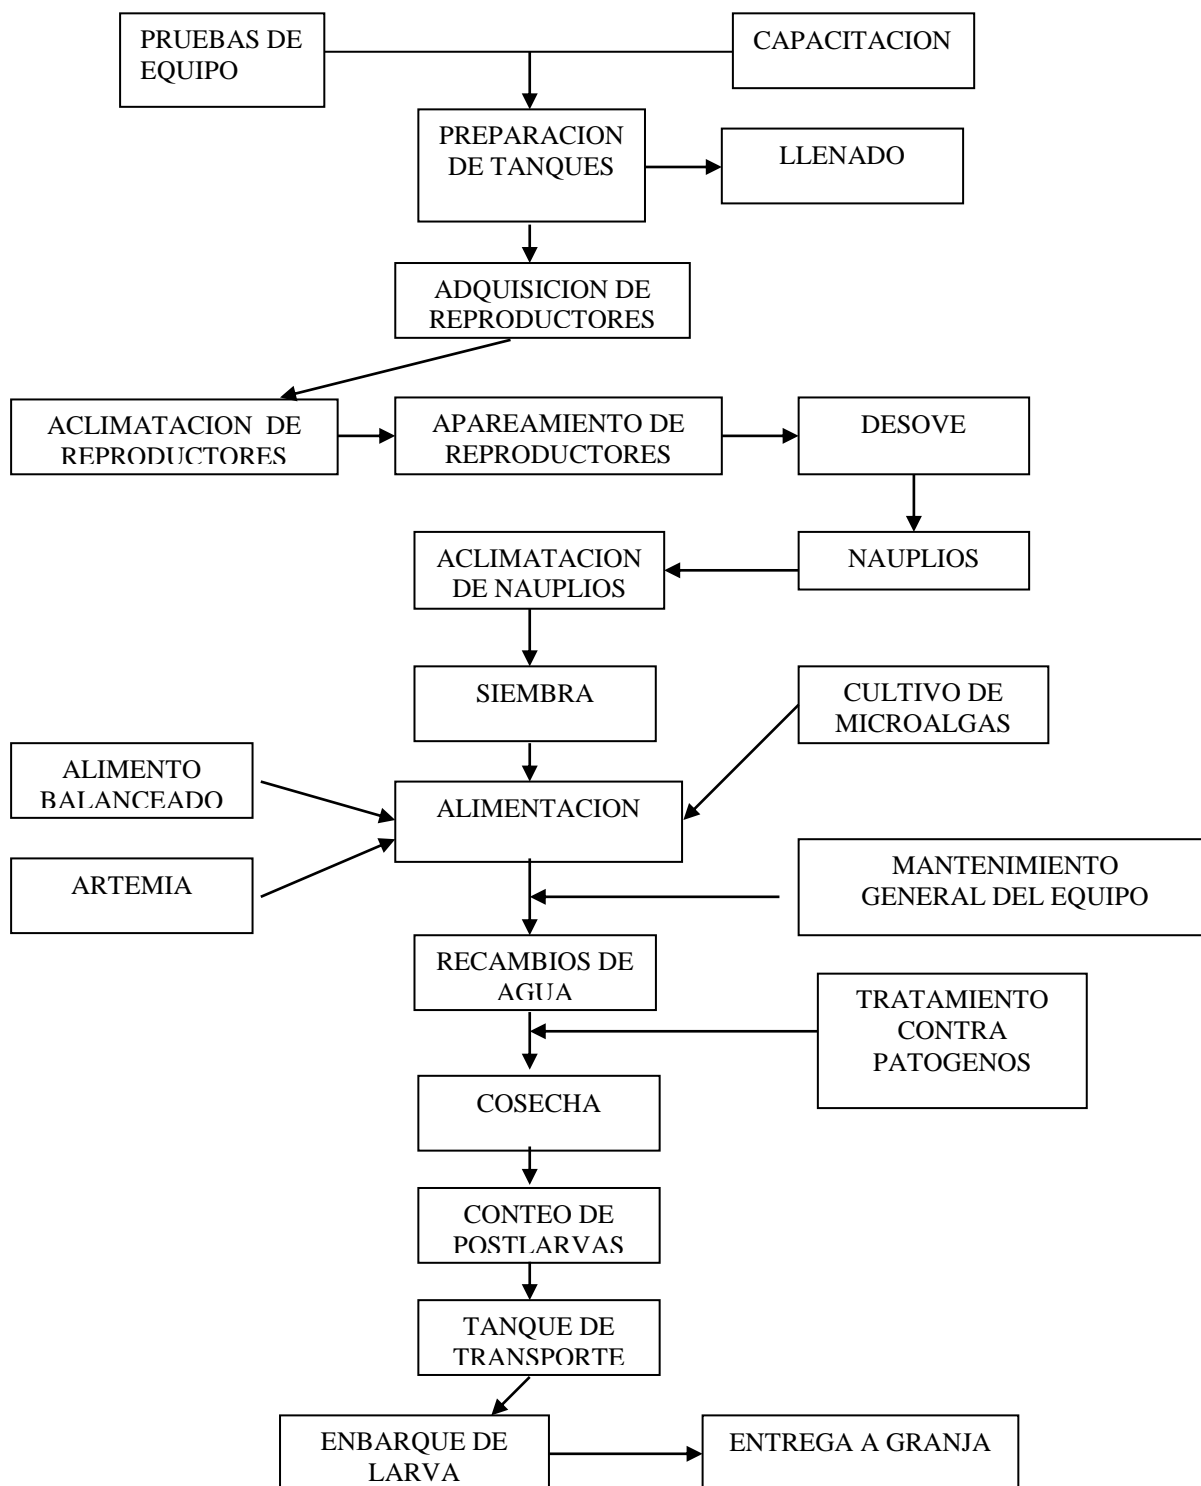 PRUEBAS DE
EQUIPO
CAPACITACION
PREPARACION
DE TANQUES
LLENADO
ADQUISICION DE
REPRODUCTORES
ACLIMATACION DE
REPRODUCTORES
APAREAMIENTO DE
REPRODUCTORES
DESOVE
ACLIMATACION
DE NAUPLIOS
NAUPLIOS
SIEMBRA
CULTIVO DE
MICROALGAS
ALIMENTO
BALANCEADO
ALIMENTACION
ARTEMIA
MANTENIMIENTO
GENERAL DEL EQUIPO
RECAMBIOS DE
AGUA
TRATAMIENTO
CONTRA
PATOGENOS
COSECHA
CONTEO DE
POSTLARVAS
TANQUE DE
TRANSPORTE
ENBARQUE DE
LARVA
ENTREGA A GRANJA